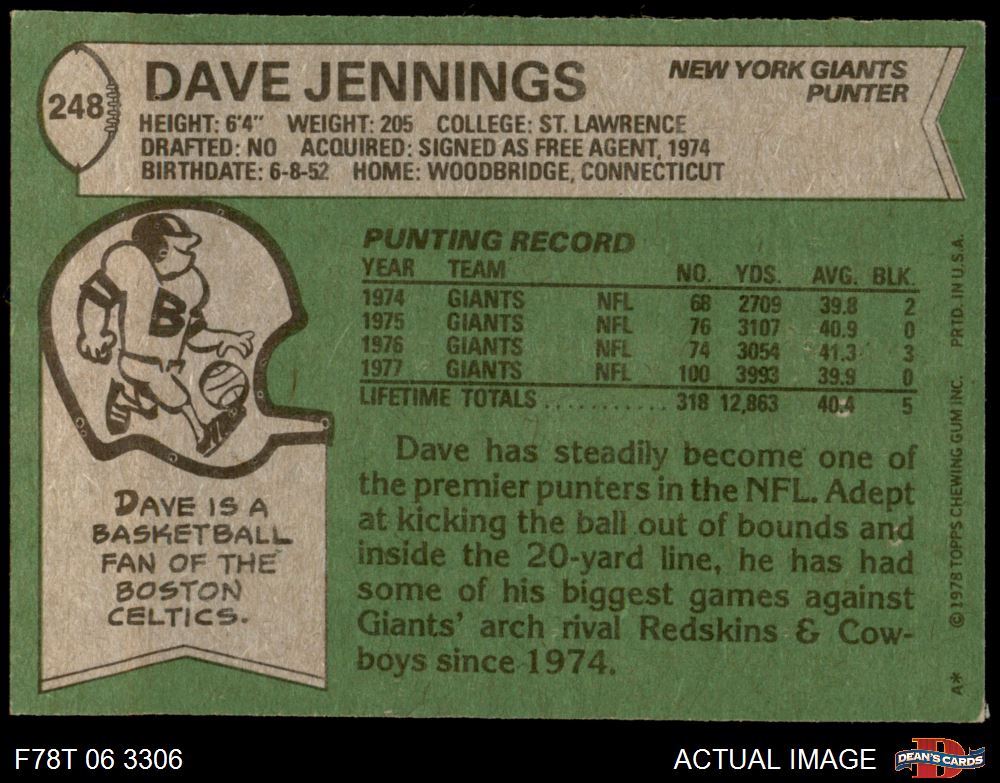 248
DAVE JENNINGS
NEW YORK GIANTS
PUNTER
HEIGHT: 6'4" WEIGHT: 205 COLLEGE: ST. LAWRENCE
DRAFTED: NO ACQUIRED: SIGNED AS FREE AGENT, 1974
BIRTHDATE: 6-8-52 HOME: WOODBRIDGE, CONNECTICUT
B
DAVE IS A
BASKETBALL
FAN OF THE
BOSTON
CELTICS.
PUNTING RECORD
YEAR TEAM NO. YDS. AVG. BLK.
1974 GIANTS NFL 68 2709 39.8 2
1975 GIANTS NFL 76 3107 40.9 0
1976 GIANTS NFL 74 3054 41.3 3
1977 GIANTS NFL 100 3993 39.9 0
LIFETIME TOTALS ............ 318 12,863 40.4 5
Dave has steadily become one of
the premier punters in the NFL. Adept
at kicking the ball out of bounds and
inside the 20-yard line, he has had
some of his biggest games against
Giants' arch rival Redskins & Cow-
boys since 1974.
A* ©1978 TOPPS CHEWING GUM INC. PRTD. IN U.S.A.
F78T 06 3306
ACTUAL IMAGE
D
DEAN'S CARDS